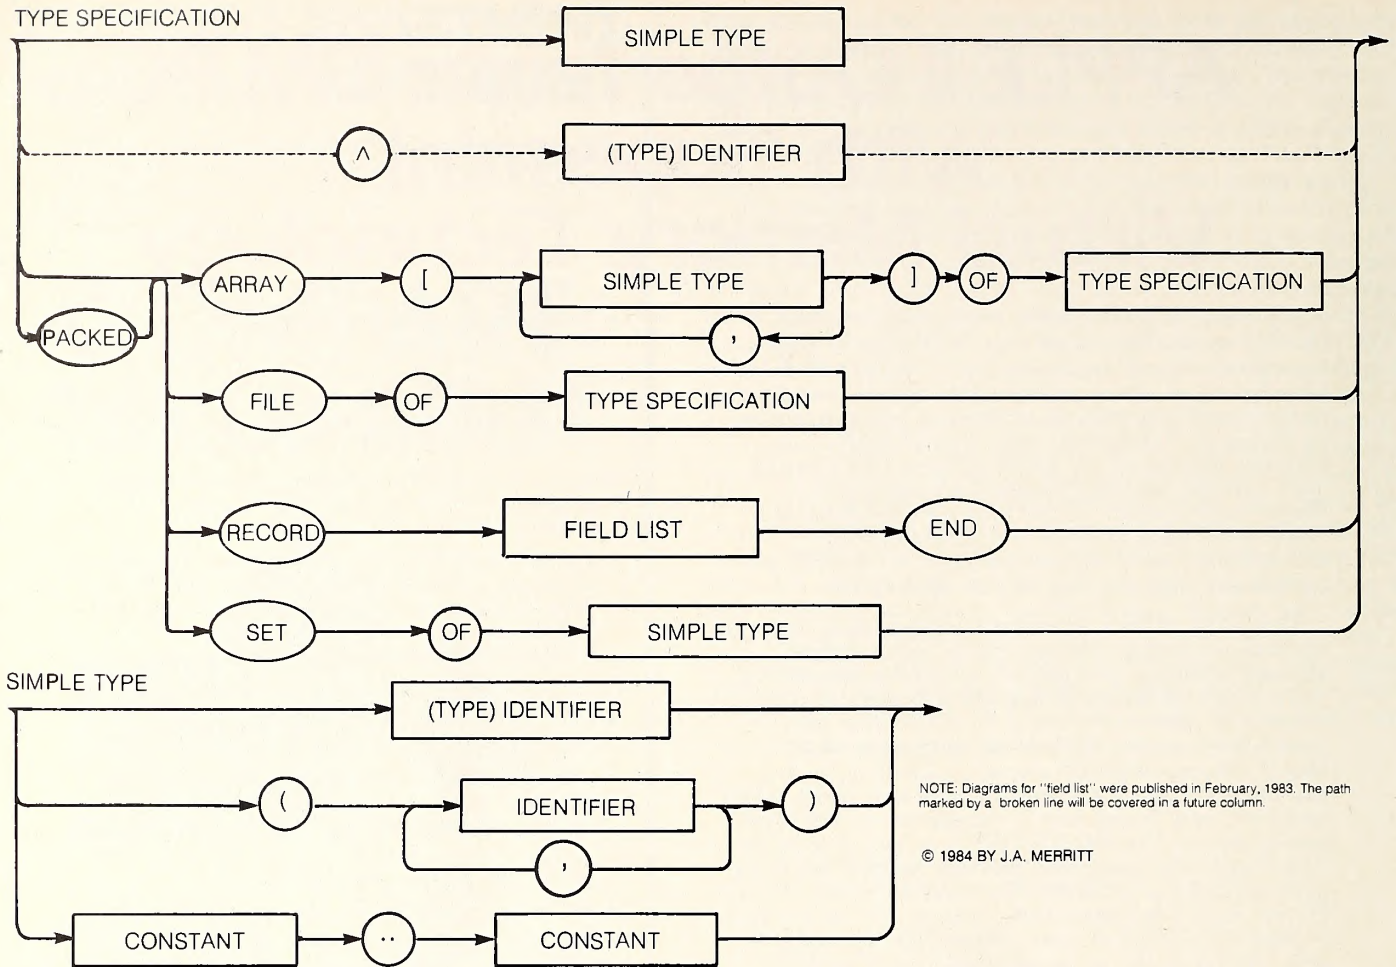 TYPE SPECIFICATION
SIMPLE TYPE
^ (TYPE) IDENTIFIER
ARRAY [ SIMPLE TYPE ] OF TYPE SPECIFICATION
PACKED ,
FILE OF TYPE SPECIFICATION
RECORD FIELD LIST END
SET OF SIMPLE TYPE
SIMPLE TYPE
(TYPE) IDENTIFIER
( IDENTIFIER )
,
CONSTANT .. CONSTANT
NOTE: Diagrams for "field list" were published in February, 1983. The path
marked by a broken line will be covered in a future column.
© 1984 BY J.A. MERRITT